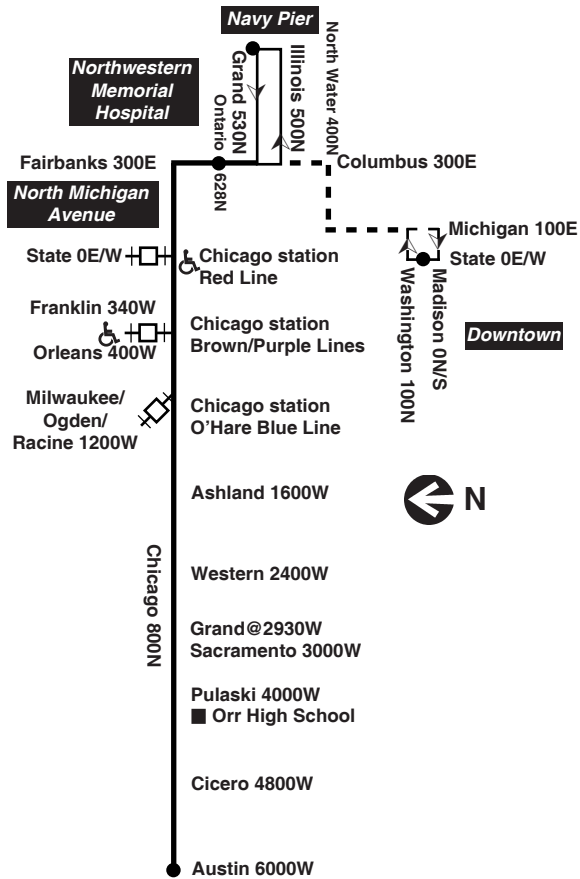 Navy Pier
Northwestern
Memorial
Hospital
Grand 530N
Illinois 500N
North Water 400N
Ontario
628N
Fairbanks 300E
Columbus 300E
North Michigan
Avenue
Michigan 100E
State 0E/W
State 0E/W
Chicago station
Red Line
Washington 100N
Madison 0N/S
Downtown
Franklin 340W
Orleans 400W
Chicago station
Brown/Purple Lines
Milwaukee/
Ogden/
Racine 1200W
Chicago station
O'Hare Blue Line
Ashland 1600W
N
Chicago 800N
Western 2400W
Grand@2930W
Sacramento 3000W
Pulaski 4000W
Orr High School
Cicero 4800W
Austin 6000W